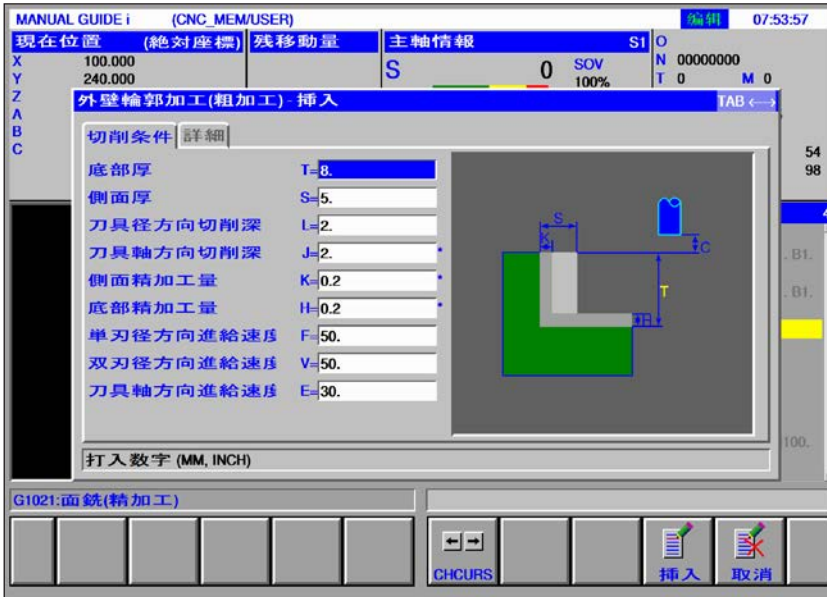 MANUAL GUIDE i (CNC_MEM/USER) 编辑 07:53:57
現在位置 (絶対座標) 残移動量 主軸情報 S1 O
X 100.000 S 0 SOV N 00000000
Y 240.000 100% T 0 M 0
Z 外壁輪郭加工(粗加工)-挿入 TAB ←→
A
B 切削条件 詳細
C 54
底部厚 T=8. 98
側面厚 S=5.
刀具径方向切削深 L=2.
刀具軸方向切削深 J=2. *
側面精加工量 K=0.2 *
底部精加工量 H=0.2 *
単刃径方向進給速度 F=50.
双刃径方向進給速度 V=50.
刀具軸方向進給速度 E=30.
S
K
C
T
H
4
. B1.
. B1.
100.
打入数字 (MM, INCH)
G1021:面銑(精加工)
CHCURS 挿入 取消